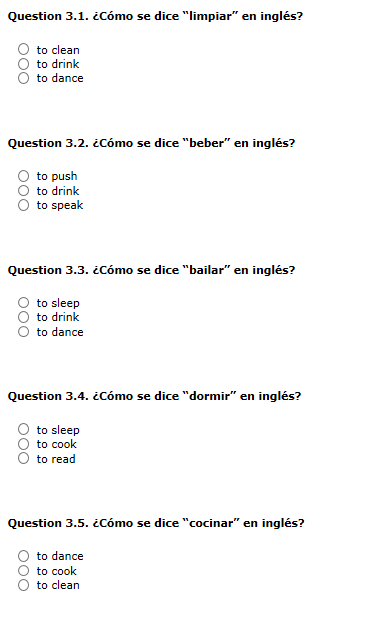 Question 3.1. ¿Cómo se dice “limpiar” en inglés?
to clean
to drink
to dance
Question 3.2. ¿Cómo se dice “beber” en inglés?
to push
to drink
to speak
Question 3.3. ¿Cómo se dice “bailar” en inglés?
to sleep
to drink
to dance
Question 3.4. ¿Cómo se dice “dormir” en inglés?
to sleep
to cook
to read
Question 3.5. ¿Cómo se dice “cocinar” en inglés?
to dance
to cook
to clean